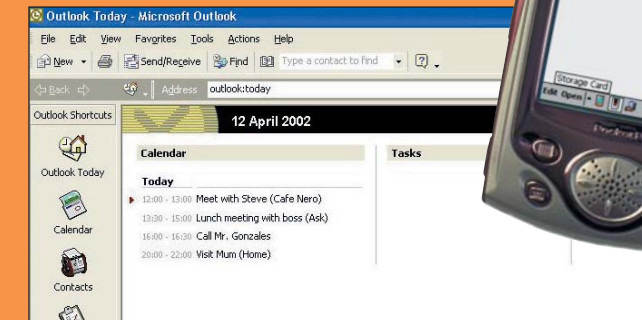 Outlook Today - Microsoft Outlook
File Edit View Favorites Tools Actions Help
New Send/Receive Find Type a contact to find
Back Address outlook:today
Outlook Shortcuts
12 April 2002
Outlook Today
Calendar
Contacts
Calendar
Today
12:00 - 13:00 Meet with Steve (Cafe Nero)
13:30 - 15:00 Lunch meeting with boss (Ask)
16:00 - 16:30 Call Mr. Gonzales
20:00 - 22:00 Visit Mum (Home)
Tasks
Storage Card
Edit Open